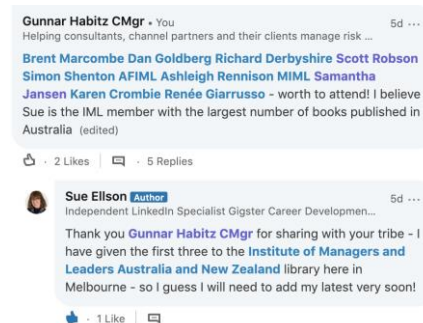 Gunnar Habitz CMgr • You 5d ...
Helping consultants, channel partners and their clients manage risk ...
Brent Marcombe Dan Goldberg Richard Derbyshire Scott Robson
Simon Shenton AFIML Ashleigh Rennison MIML Samantha
Jansen Karen Crombie Renée Giarrusso - worth to attend! I believe
Sue is the IML member with the largest number of books published in
Australia (edited)
· 2 Likes | · 5 Replies
Sue Ellson Author 5d ...
Independent LinkedIn Specialist Gigster Career Developmen...
Thank you Gunnar Habitz CMgr for sharing with your tribe - I
have given the first three to the Institute of Managers and
Leaders Australia and New Zealand library here in
Melbourne - so I guess I will need to add my latest very soon!
· 1 Like |